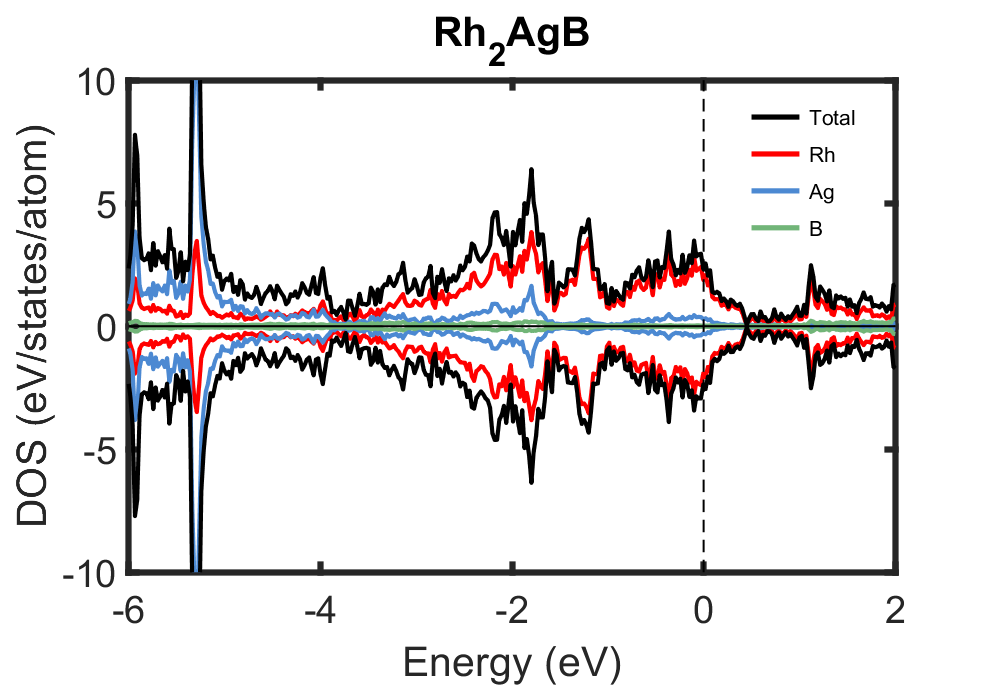 Rh₂AgB
10
5
0
-5
-10
DOS (eV/states/atom)
Total
Rh
Ag
B
-6 -4 -2 0 2
Energy (eV)